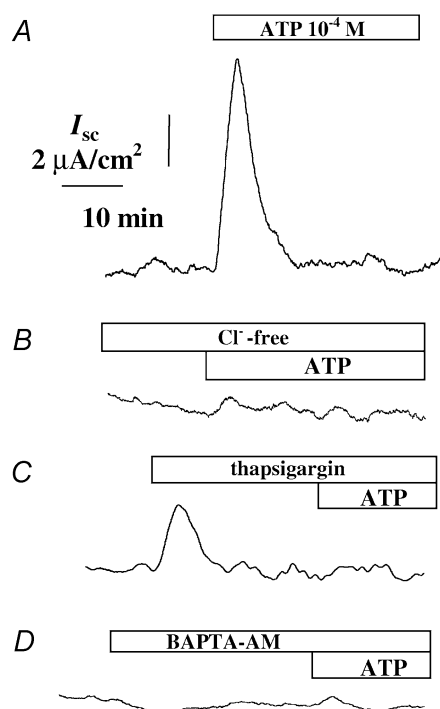 A
ATP 10⁻⁴ M
Isc
2 μA/cm²
10 min
B
Cl⁻-free
ATP
C
thapsigargin
ATP
D
BAPTA-AM
ATP